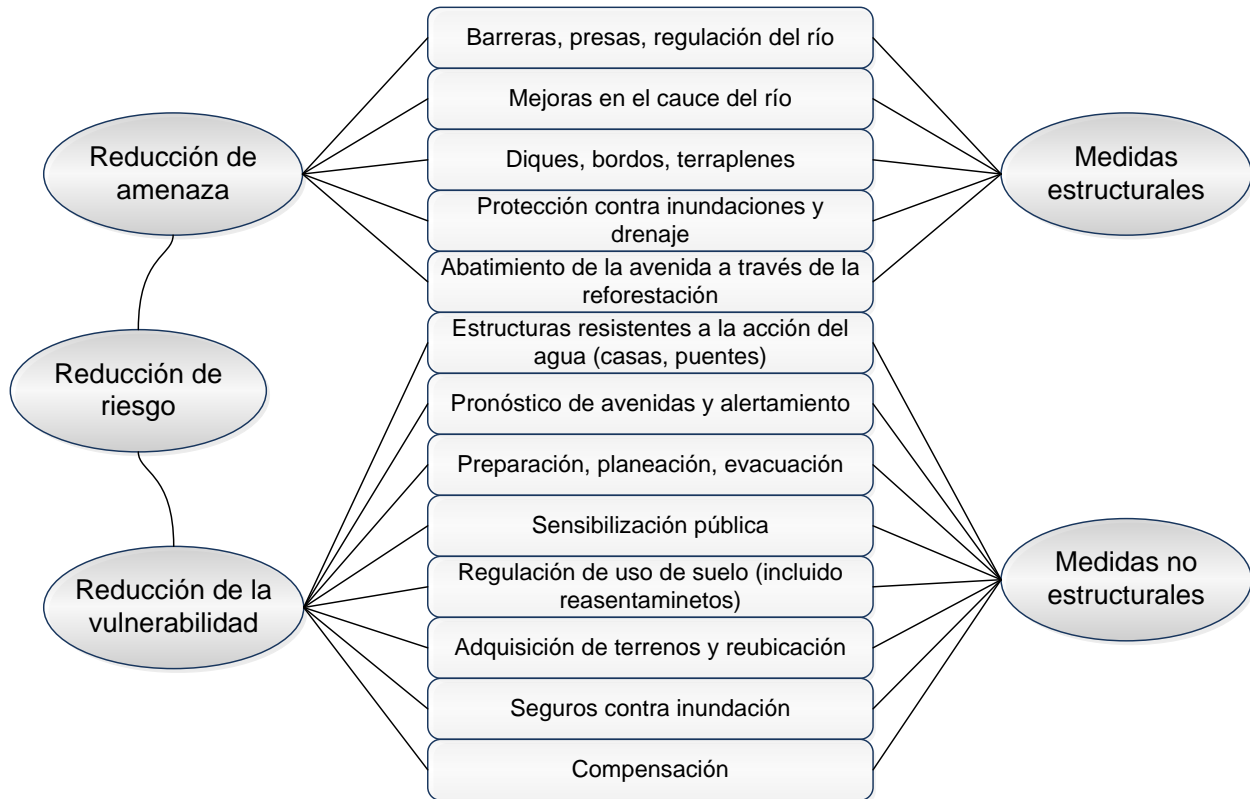 Barreras, presas, regulación del río
Mejoras en el cauce del río
Diques, bordos, terraplenes
Protección contra inundaciones y
drenaje
Abatimiento de la avenida a través de la
reforestación
Estructuras resistentes a la acción del
agua (casas, puentes)
Pronóstico de avenidas y alertamiento
Preparación, planeación, evacuación
Sensibilización pública
Regulación de uso de suelo (incluido
reasentaminetos)
Adquisición de terrenos y reubicación
Seguros contra inundación
Compensación
Reducción de
amenaza
Reducción de
riesgo
Reducción de la
vulnerabilidad
Medidas
estructurales
Medidas no
estructurales